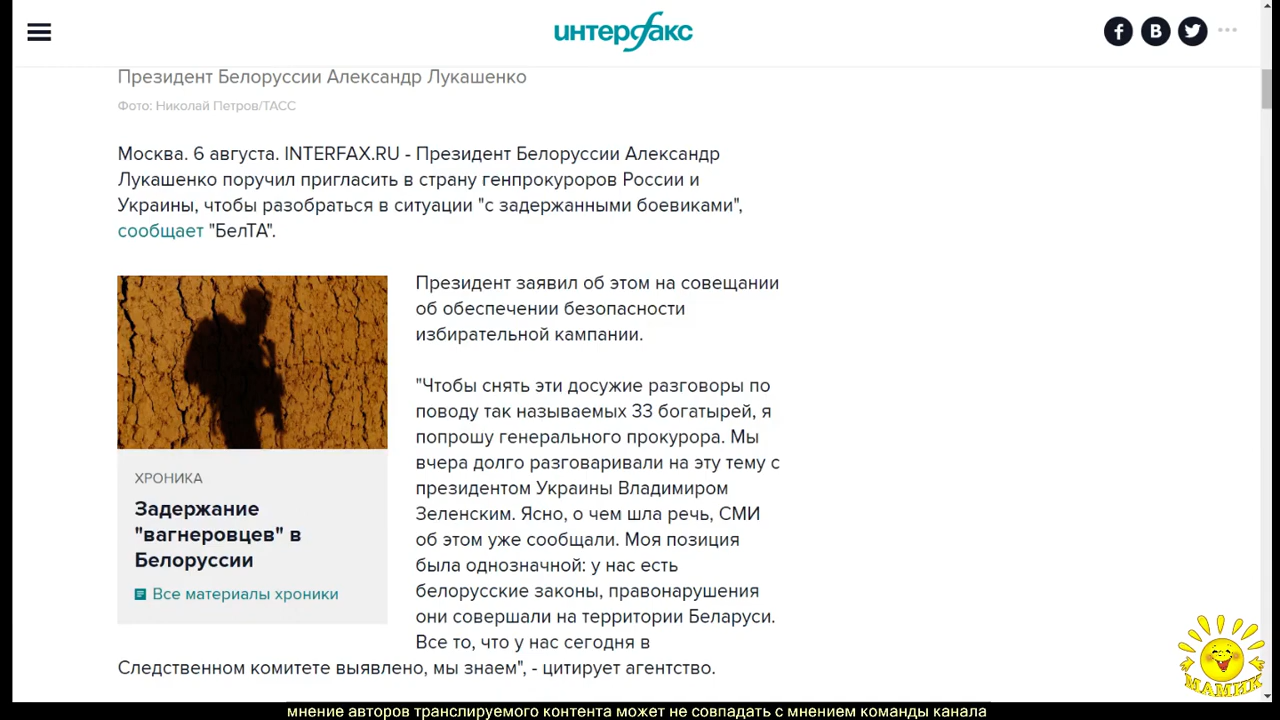 интерфакс
Президент Белоруссии Александр Лукашенко
Фото: Николай Петров/ТАСС
Москва. 6 августа. INTERFAX.RU - Президент Белоруссии Александр
Лукашенко поручил пригласить в страну генпрокуроров России и
Украины, чтобы разобраться в ситуации "с задержанными боевиками",
сообщает "БелТА".
Президент заявил об этом на совещании
об обеспечении безопасности
избирательной кампании.
"Чтобы снять эти досужие разговоры по
поводу так называемых 33 богатырей, я
попрошу генерального прокурора. Мы
вчера долго разговаривали на эту тему с
президентом Украины Владимиром
Зеленским. Ясно, о чем шла речь, СМИ
об этом уже сообщали. Моя позиция
была однозначной: у нас есть
белорусские законы, правонарушения
они совершали на территории Беларуси.
Все то, что у нас сегодня в
Следственном комитете выявлено, мы знаем", - цитирует агентство.
ХРОНИКА
Задержание
"вагнеровцев" в
Белоруссии
Все материалы хроники
МАМИК
мнение авторов транслируемого контента может не совпадать с мнением команды канала